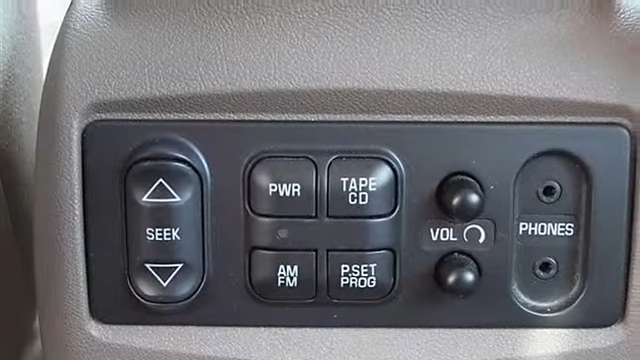 SEEK
PWR
TAPE
CD
AM
FM
P.SET
PROG
VOL
PHONES